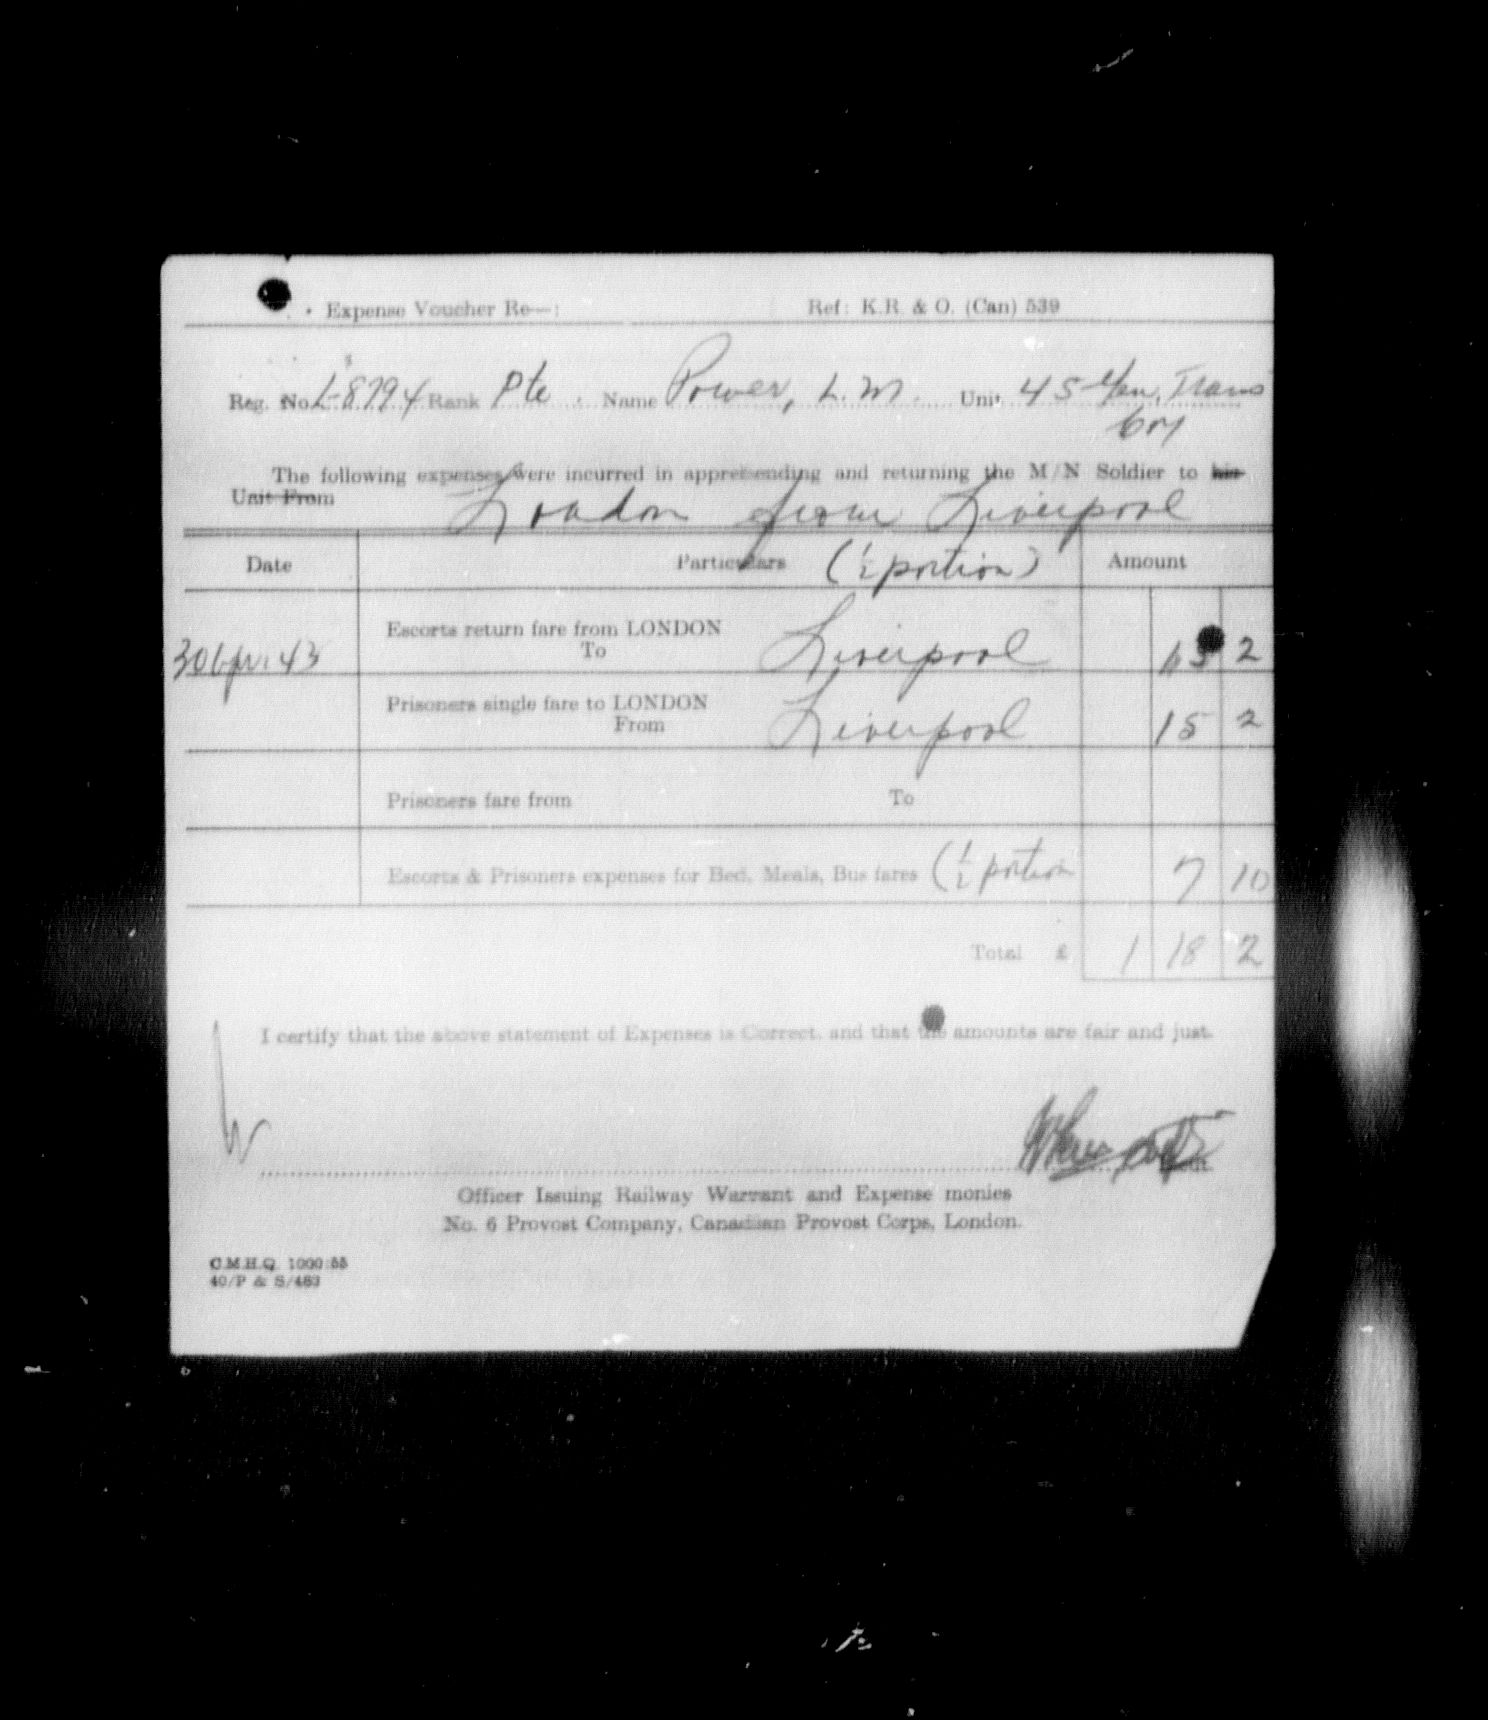 Expense Voucher Re—: Ref: K.R. & O. (Can) 539
Reg. No. L-8794 Rank Pte Name Power, L. M. Unit 45 Gen. Trans
Coy
The following expenses were incurred in apprehending and returning the M/N Soldier to his
Unit From London from Liverpool
Date Particulars (½ portion) Amount
Escorts return fare from LONDON
30 Apr. 43 To Liverpool 15 2
Prisoners single fare to LONDON
From Liverpool 15 2
Prisoners fare from To
Escorts & Prisoners expenses for Bed, Meals, Bus fares (½ portion 7 10
Total £ 1 18 2
I certify that the above statement of Expenses is Correct, and that the amounts are fair and just.
Officer Issuing Railway Warrant and Expense monies
No. 6 Provost Company, Canadian Provost Corps, London.
C.M.H.Q. 1000/55
40/P & S/463